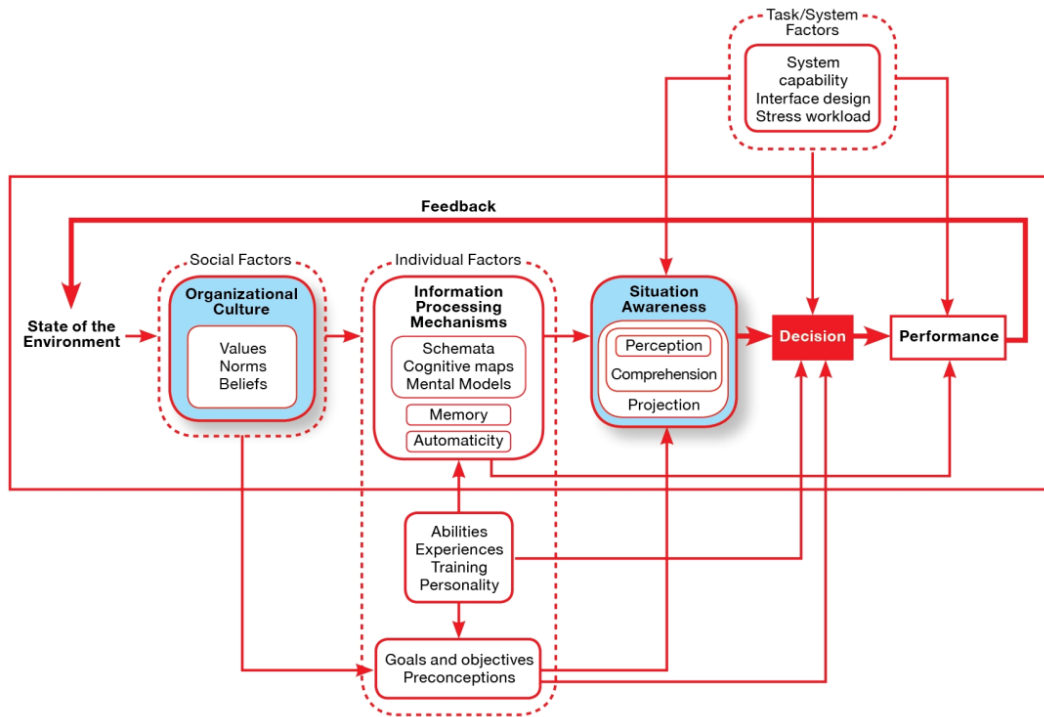 Task/System
Factors
System
capability
Interface design
Stress workload
Feedback
Social Factors
Individual Factors
State of the
Environment
Organizational
Culture
Values
Norms
Beliefs
Information
Processing
Mechanisms
Schemata
Cognitive maps
Mental Models
Memory
Automaticity
Situation
Awareness
Perception
Comprehension
Projection
Decision
Performance
Abilities
Experiences
Training
Personality
Goals and objectives
Preconceptions